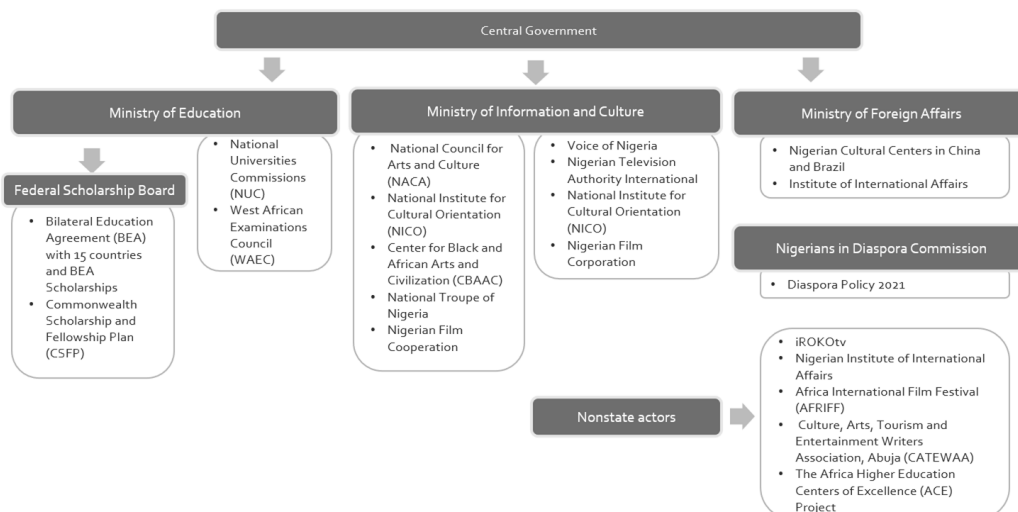 Central Government
Ministry of Education
Federal Scholarship Board
• Bilateral Education
Agreement (BEA)
with 15 countries
and BEA
Scholarships
• Commonwealth
Scholarship and
Fellowship Plan
(CSFP)
• National
Universities
Commissions
(NUC)
• West African
Examinations
Council
(WAEC)
Ministry of Information and Culture
• National Council for
Arts and Culture
(NACA)
• National Institute for
Cultural Orientation
(NICO)
• Center for Black and
African Arts and
Civilization (CBAAC)
• National Troupe of
Nigeria
• Nigerian Film
Cooperation
• Voice of Nigeria
• Nigerian Television
Authority International
• National Institute for
Cultural Orientation
(NICO)
• Nigerian Film
Corporation
Ministry of Foreign Affairs
• Nigerian Cultural Centers in China
and Brazil
• Institute of International Affairs
Nigerians in Diaspora Commission
• Diaspora Policy 2021
Nonstate actors
• iROKOtv
• Nigerian Institute of International
Affairs
• Africa International Film Festival
(AFRIFF)
• Culture, Arts, Tourism and
Entertainment Writers
Association, Abuja (CATEWAA)
• The Africa Higher Education
Centers of Excellence (ACE)
Project